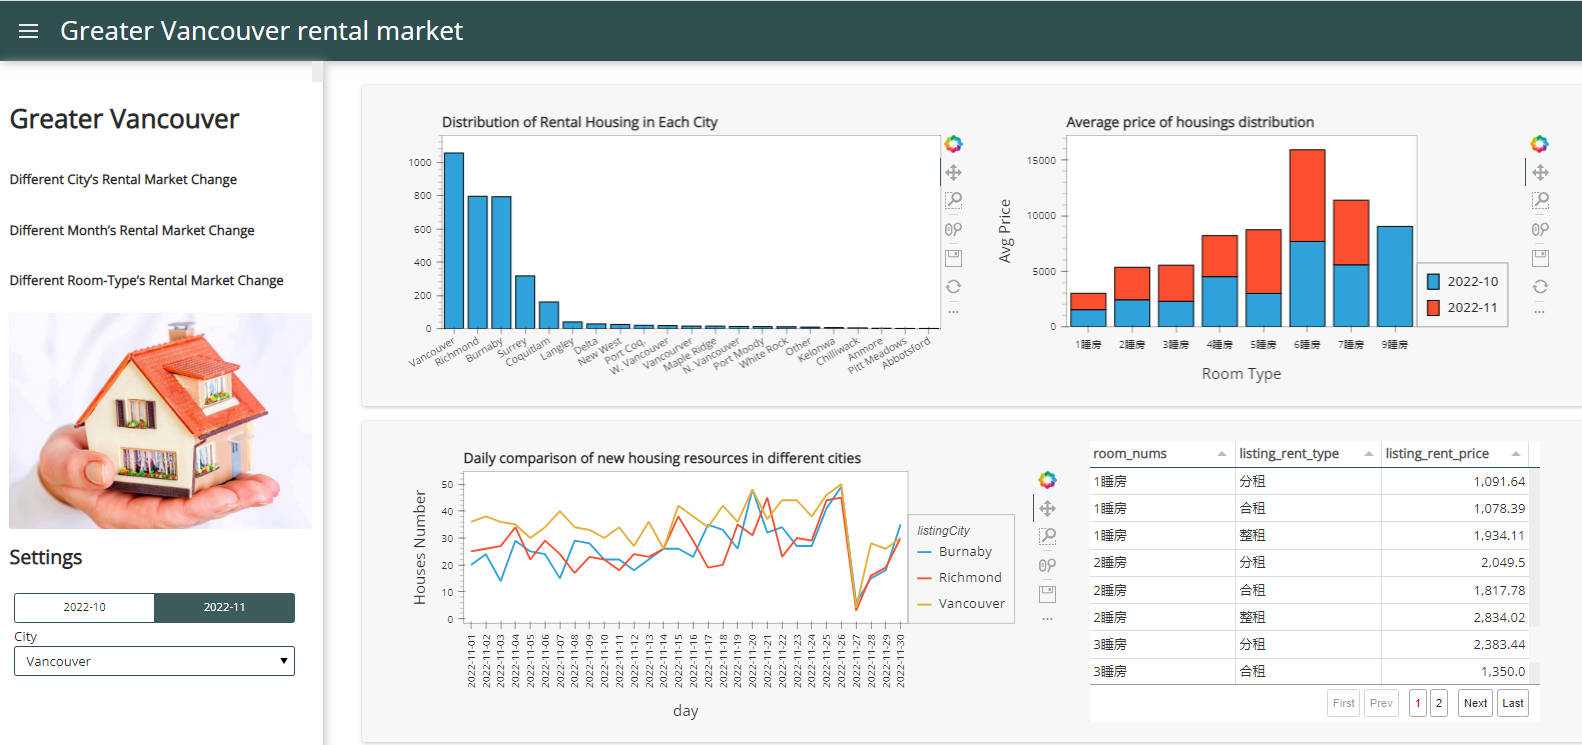 Greater Vancouver rental market
Greater Vancouver
Different City's Rental Market Change
Different Month's Rental Market Change
Different Room-Type's Rental Market Change
Settings
2022-10
2022-11
City
Vancouver
Distribution of Rental Housing in Each City
1000
800
600
400
200
0
Vancouver
Richmond
Burnaby
Surrey
Coquitlam
Langley
Delta
New West
Port Coq.
W. Vancouver
Vancourver
Maple Ridge
N. Vancouver
Port Moody
White Rock
Other
Kelonwa
Chilliwack
Anmore
Pitt Meadows
Abbotsford
Average price of housings distribution
Avg Price
15000
10000
5000
0
1睡房
2睡房
3睡房
4睡房
5睡房
6睡房
7睡房
9睡房
Room Type
2022-10
2022-11
Daily comparison of new housing resources in different cities
Houses Number
50
40
30
20
10
0
2022-11-01
2022-11-02
2022-11-03
2022-11-04
2022-11-05
2022-11-06
2022-11-07
2022-11-08
2022-11-09
2022-11-10
2022-11-11
2022-11-12
2022-11-13
2022-11-14
2022-11-15
2022-11-16
2022-11-17
2022-11-18
2022-11-19
2022-11-20
2022-11-21
2022-11-22
2022-11-23
2022-11-24
2022-11-25
2022-11-26
2022-11-27
2022-11-28
2022-11-29
2022-11-30
day
listingCity
Burnaby
Richmond
Vancouver
room_nums listing_rent_type listing_rent_price
1睡房 分租 1,091.64
1睡房 合租 1,078.39
1睡房 整租 1,934.11
2睡房 分租 2,049.5
2睡房 合租 1,817.78
2睡房 整租 2,834.02
3睡房 分租 2,383.44
3睡房 合租 1,350.0
First Prev 1 2 Next Last